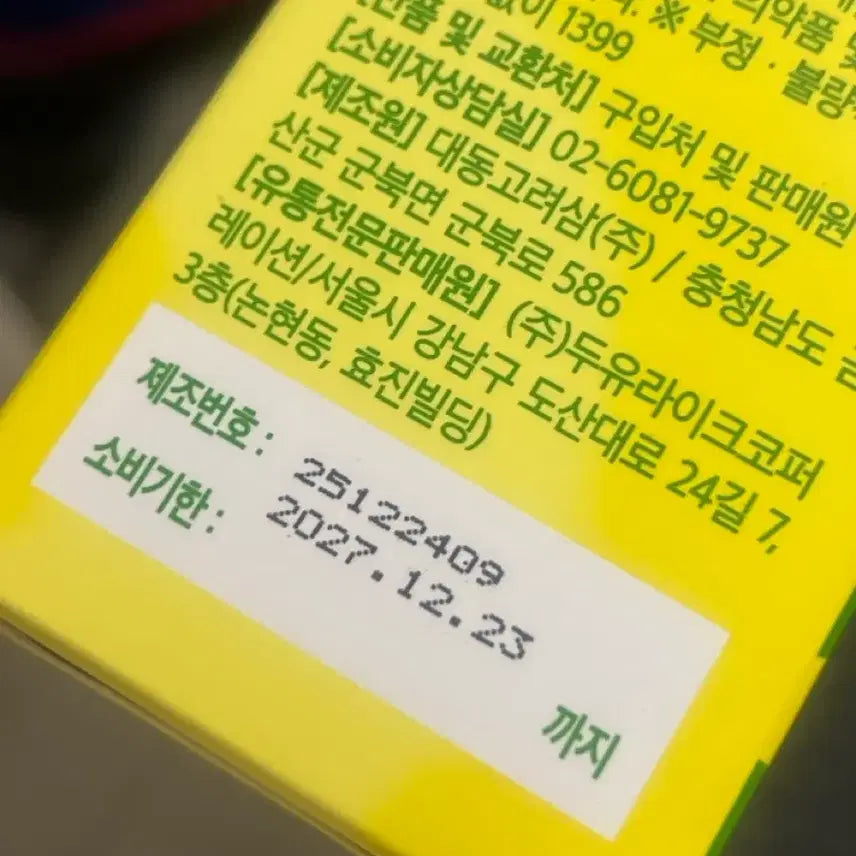 의약품 및
※ 부정 · 불량
없이 1399
및 교환처] 구입처 및 판매원
[소비자상담실] 02-6081-9737
[제조원] 대동고려삼(주) / 충청남도
산군 군북면 군북로 586
[유통전문판매원] (주)두유라이크코퍼
레이션/서울시 강남구 도산대로 24길 7,
3층(논현동, 효진빌딩)
제조번호 : 25122409
소비기한 : 2027.12.23
까지